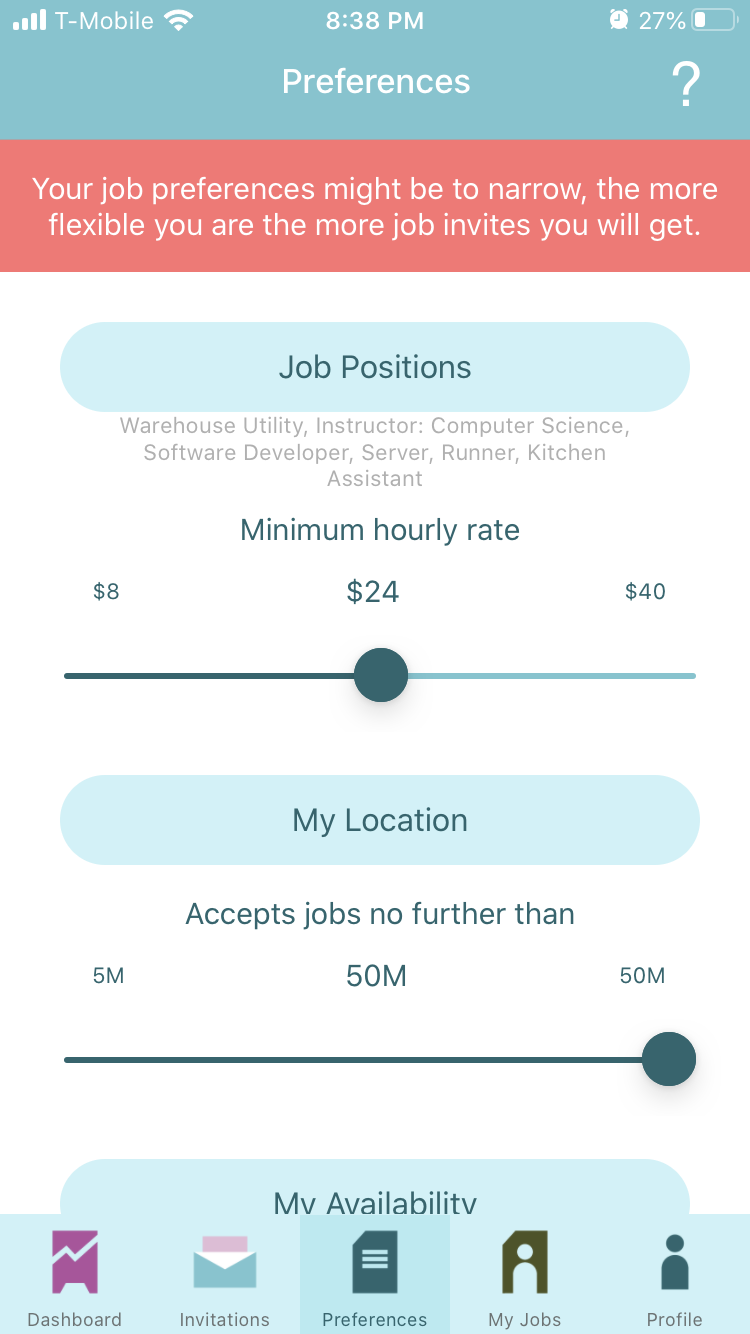 T-Mobile 8:38 PM 27%
Preferences ?
Your job preferences might be to narrow, the more
flexible you are the more job invites you will get.
Job Positions
Warehouse Utility, Instructor: Computer Science,
Software Developer, Server, Runner, Kitchen
Assistant
Minimum hourly rate
$8 $24 $40
My Location
Accepts jobs no further than
5M 50M 50M
My Availability
Dashboard Invitations Preferences My Jobs Profile